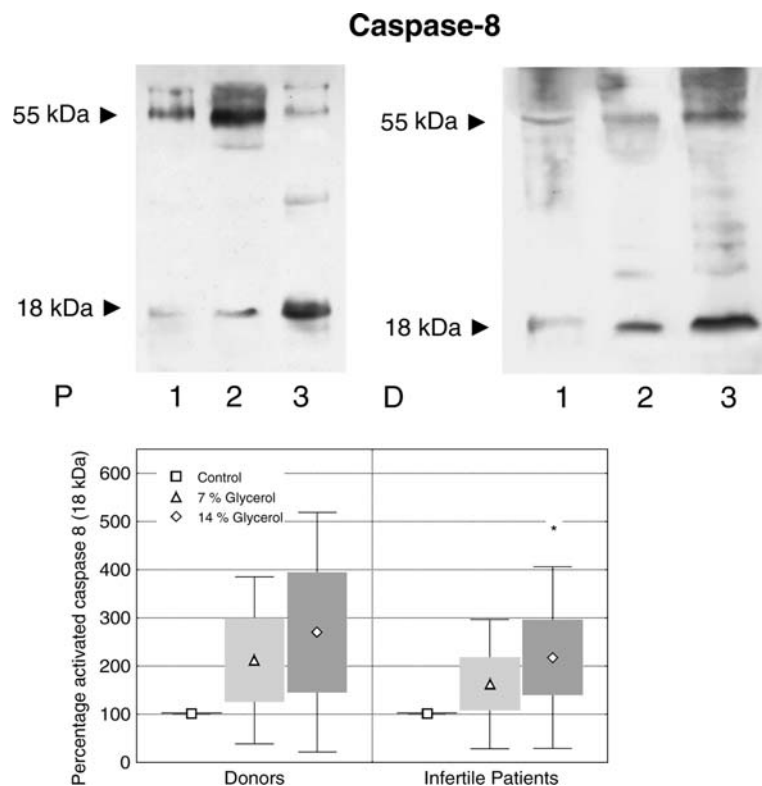 Caspase-8
55 kDa ►
18 kDa ►
P 1 2 3
55 kDa ►
18 kDa ►
D 1 2 3
Percentage activated caspase 8 (18 kDa)
600
500
400
300
200
100
0
Control
7 % Glycerol
14 % Glycerol
*
Donors
Infertile Patients